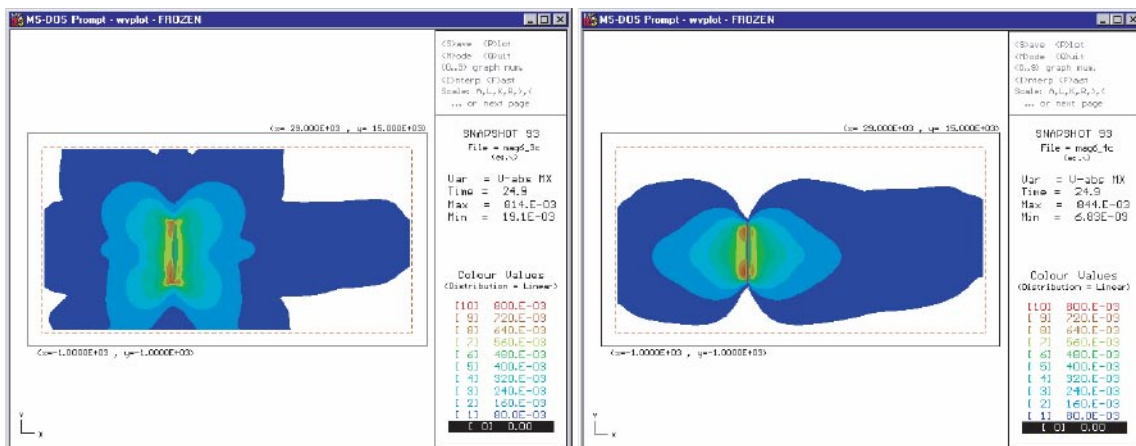 MS-DOS Prompt - wvplot - FROZEN
<S>ave <P>lot
<M>ode <Q>uit
<0..9> graph num.
<I>nterp <F>ast
Scale: A,L,K,R,>,<
... or next page
(x= 29.000E+03 , y= 15.000E+03)
SNAPSHOT 93
File = mag6_3c
(ec.\)
Var = V-abs MX
Time = 24.9
Max = 814.E-03
Min = 19.1E-03
Colour Values
(Distribution = Linear)
[10] 800.E-03
[ 9] 720.E-03
[ 8] 640.E-03
[ 7] 560.E-03
[ 6] 480.E-03
[ 5] 400.E-03
[ 4] 320.E-03
[ 3] 240.E-03
[ 2] 160.E-03
[ 1] 80.0E-03
[ 0] 0.00
(x=-1.0000E+03 , y=-1.0000E+03)
Y
X
MS-DOS Prompt - wvplot - FROZEN
<S>ave <P>lot
<M>ode <Q>uit
<0..9> graph num.
<I>nterp <F>ast
Scale: A,L,K,R,>,<
... or next page
(x= 29.000E+03 , y= 15.000E+03)
SNAPSHOT 93
File = mag6_4c
(ec.\)
Var = V-abs MX
Time = 24.9
Max = 844.E-03
Min = 6.83E-03
Colour Values
(Distribution = Linear)
[10] 800.E-03
[ 9] 720.E-03
[ 8] 640.E-03
[ 7] 560.E-03
[ 6] 480.E-03
[ 5] 400.E-03
[ 4] 320.E-03
[ 3] 240.E-03
[ 2] 160.E-03
[ 1] 80.0E-03
[ 0] 0.00
(x=-1.0000E+03 , y=-1.0000E+03)
Y
X